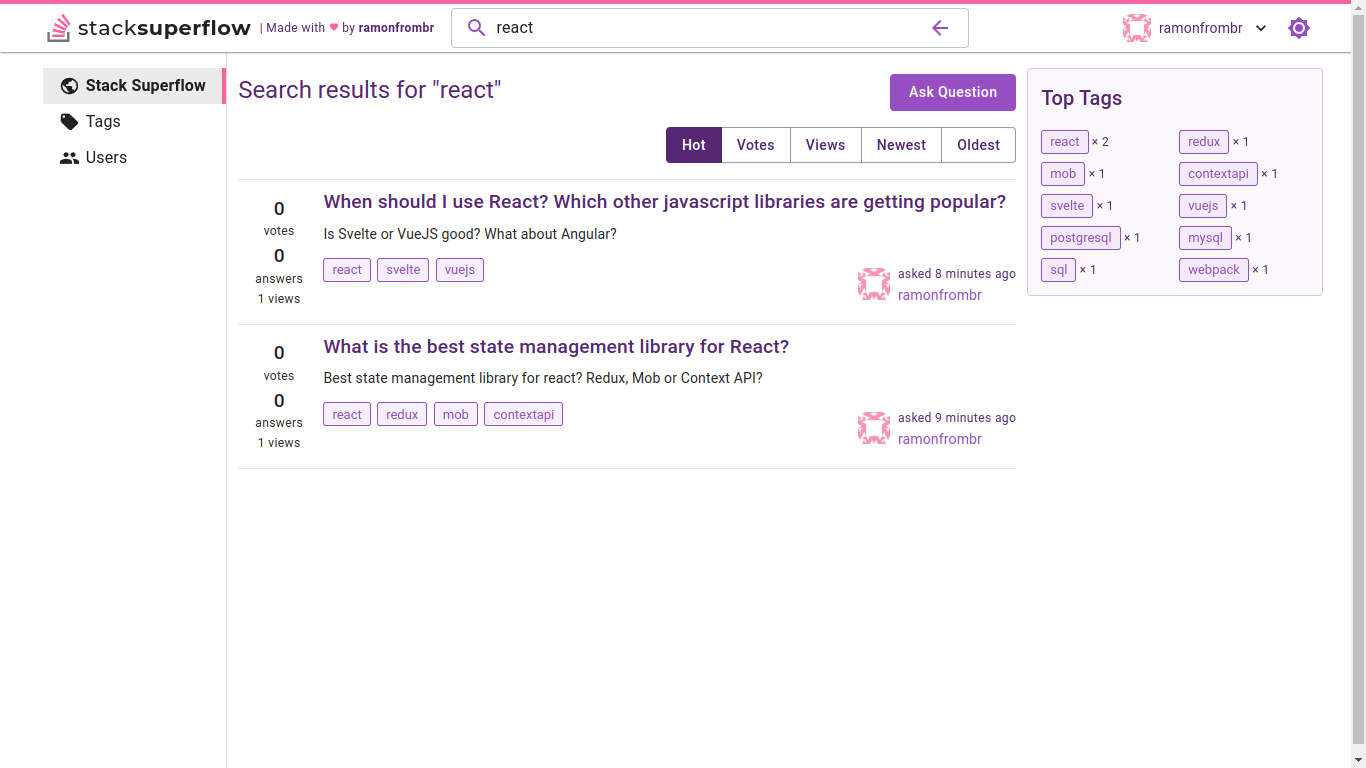 stacksuperflow | Made with ❤ by ramonfrombr
react
ramonfrombr
Stack Superflow
Tags
Users
Search results for "react"
Ask Question
Hot Votes Views Newest Oldest
0
votes
0
answers
1 views
When should I use React? Which other javascript libraries are getting popular?
Is Svelte or VueJS good? What about Angular?
react svelte vuejs
asked 8 minutes ago
ramonfrombr
0
votes
0
answers
1 views
What is the best state management library for React?
Best state management library for react? Redux, Mob or Context API?
react redux mob contextapi
asked 9 minutes ago
ramonfrombr
Top Tags
react × 2 redux × 1
mob × 1 contextapi × 1
svelte × 1 vuejs × 1
postgresql × 1 mysql × 1
sql × 1 webpack × 1